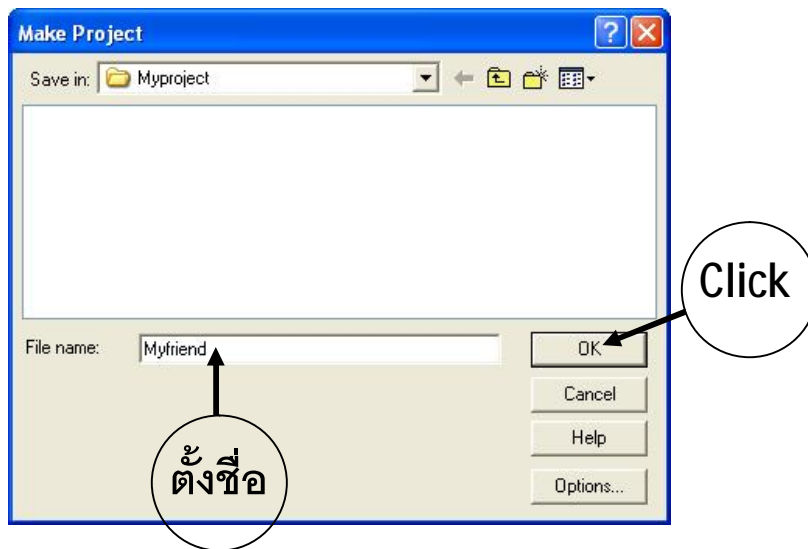 Make Project
Save in: Myproject
Click
File name: Myfriend OK
Cancel
Help
ตั้งชื่อ
Options...